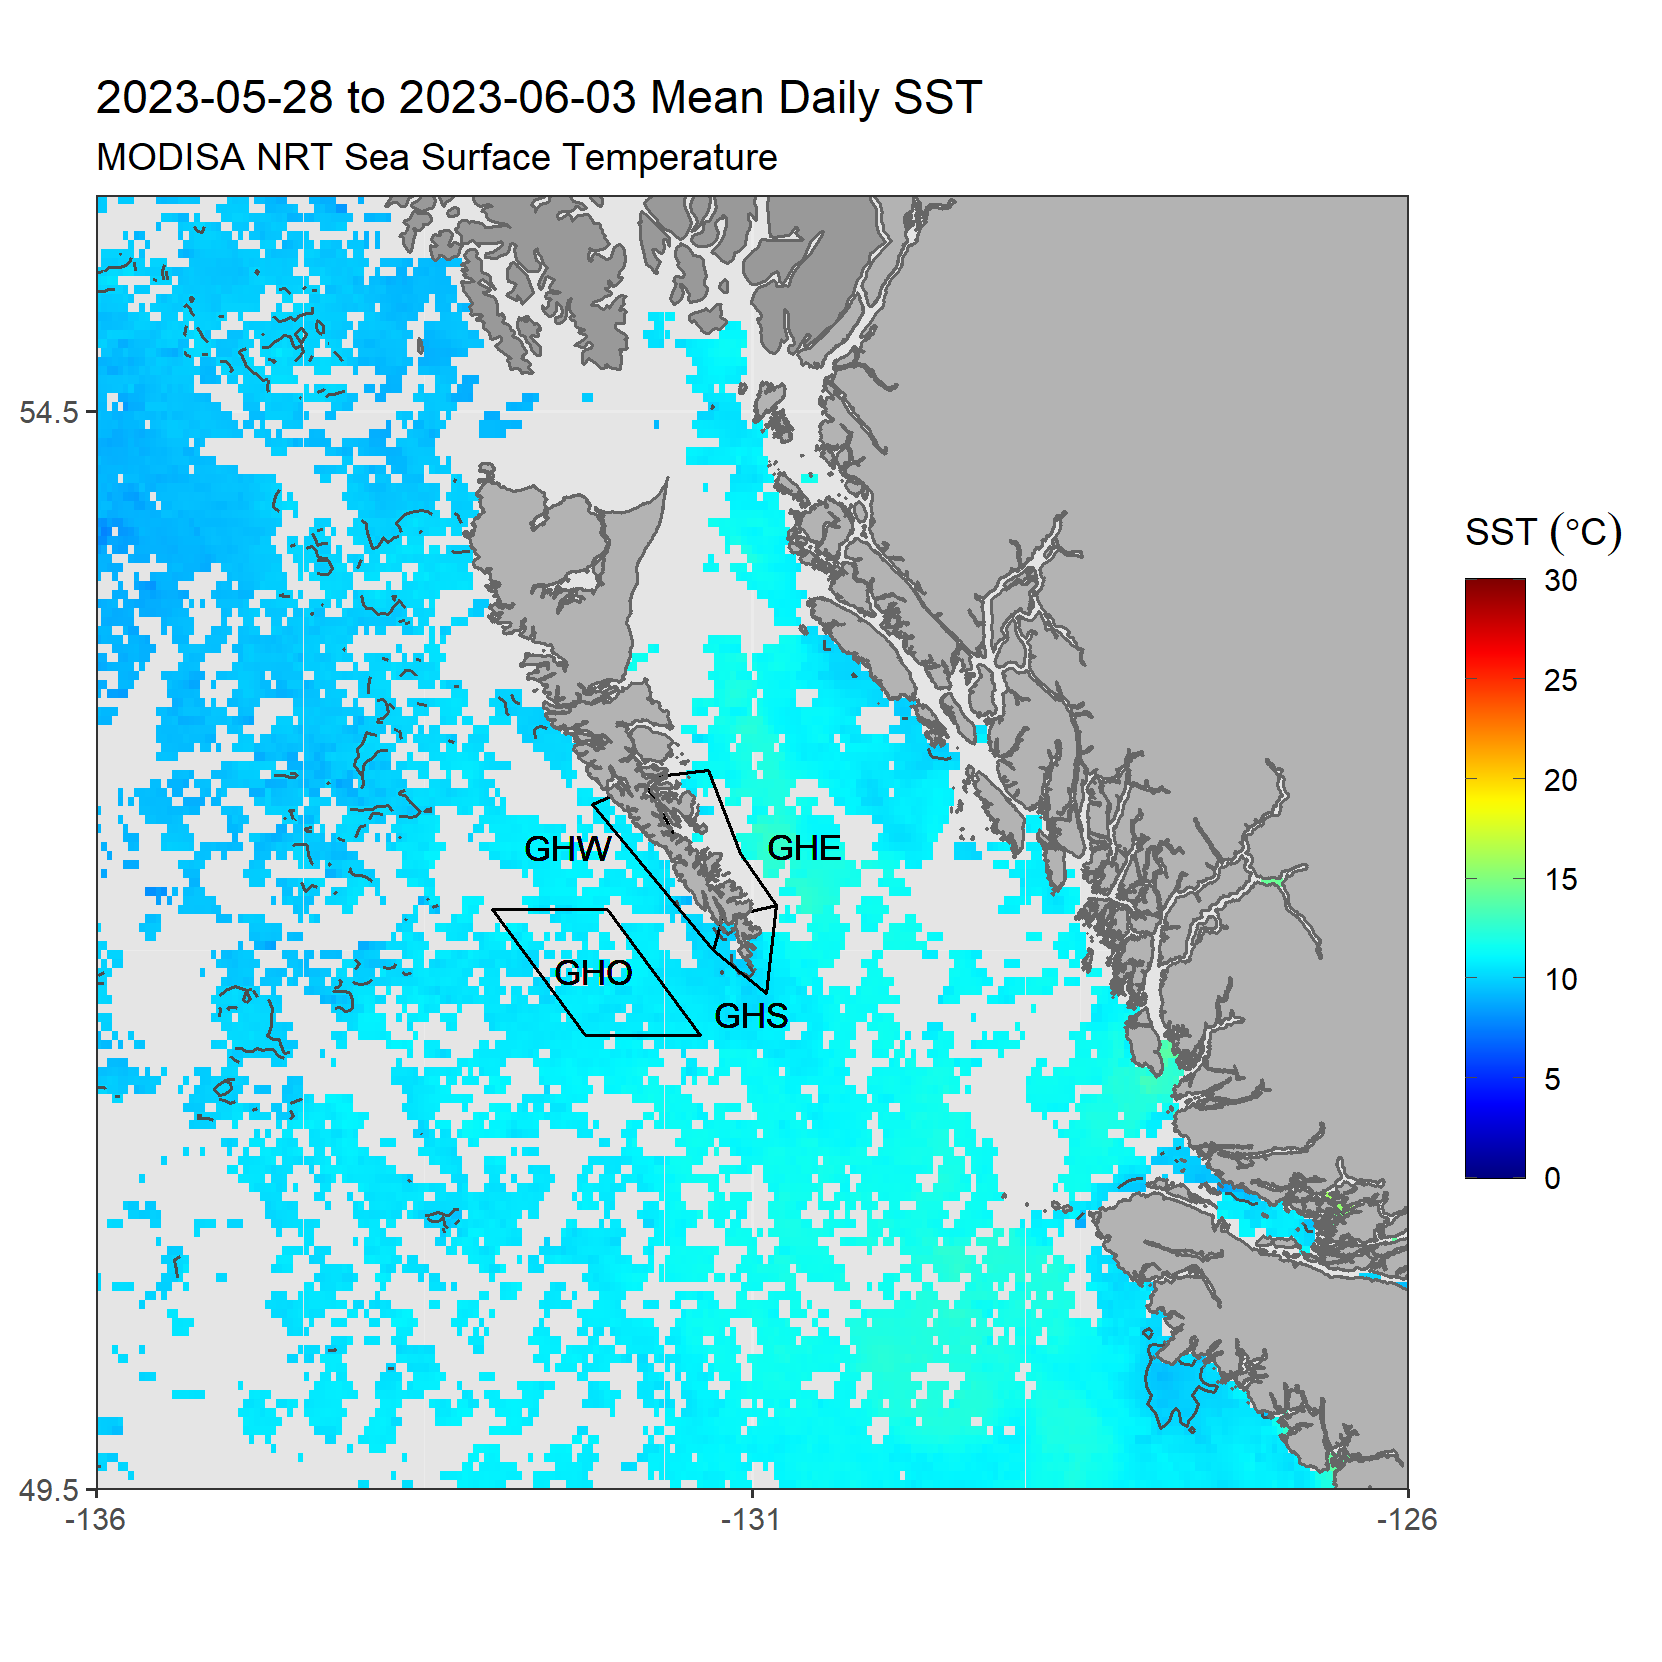 2023-05-28 to 2023-06-03 Mean Daily SST
MODISA NRT Sea Surface Temperature
54.5
49.5
-136
-131
-126
GHW
GHE
GHO
GHS
SST (°C)
30
25
20
15
10
5
0